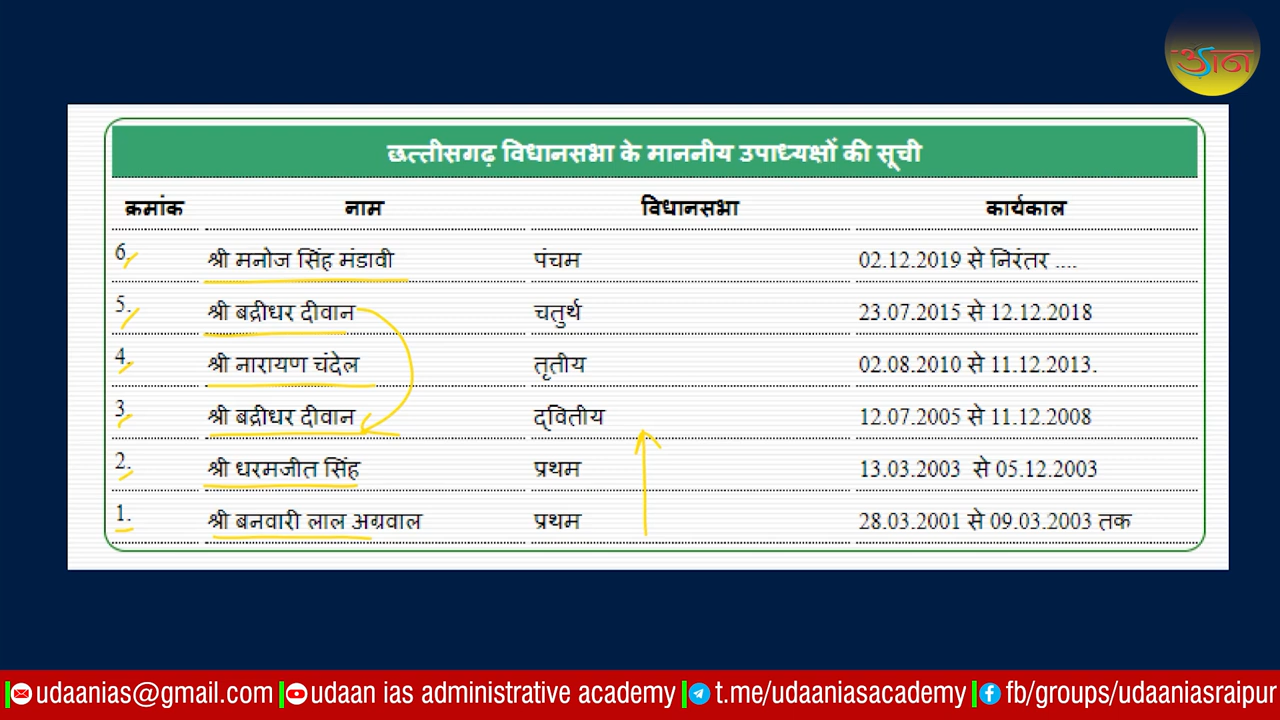 उड़ान
छत्तीसगढ़ विधानसभा के माननीय उपाध्यक्षों की सूची
क्रमांक नाम विधानसभा कार्यकाल
6. श्री मनोज सिंह मंडावी पंचम 02.12.2019 से निरंतर ....
5. श्री बद्रीधर दीवान चतुर्थ 23.07.2015 से 12.12.2018
4. श्री नारायण चंदेल तृतीय 02.08.2010 से 11.12.2013.
3. श्री बद्रीधर दीवान द्वितीय 12.07.2005 से 11.12.2008
2. श्री धरमजीत सिंह प्रथम 13.03.2003 से 05.12.2003
1. श्री बनवारी लाल अग्रवाल प्रथम 28.03.2001 से 09.03.2003 तक
udaanias@gmail.com udaan ias administrative academy t.me/udaaniasacademy fb/groups/udaaniasraipur